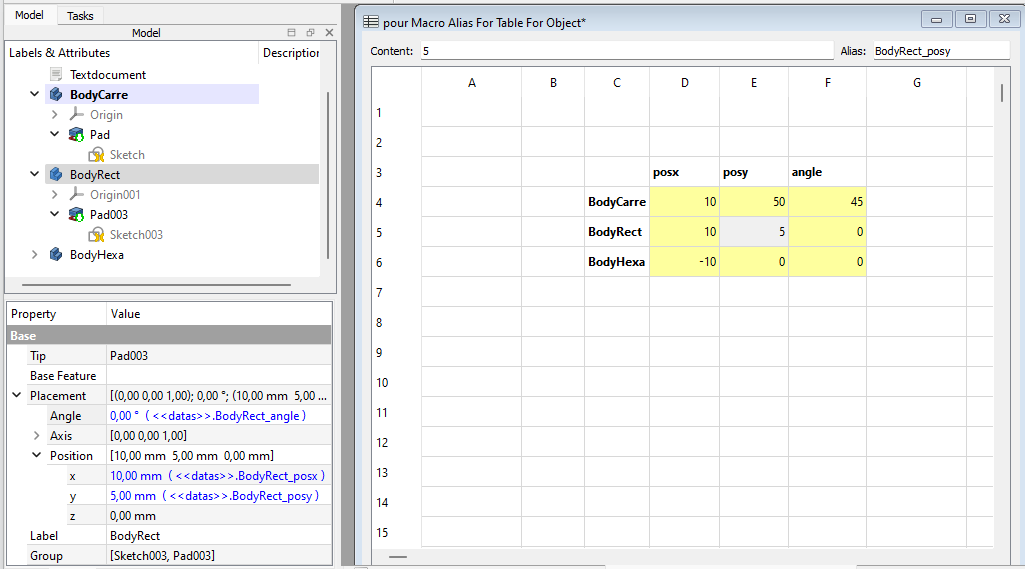 Model Tasks
Model
Labels & Attributes Description
Textdocument
BodyCarre
Origin
Pad
Sketch
BodyRect
Origin001
Pad003
Sketch003
BodyHexa
Property Value
Base
Tip Pad003
Base Feature
Placement [(0,00 0,00 1,00); 0,00 °; (10,00 mm 5,00 ...
Angle 0,00 ° ( <<datas>>.BodyRect_angle )
Axis [0,00 0,00 1,00]
Position [10,00 mm 5,00 mm 0,00 mm]
x 10,00 mm ( <<datas>>.BodyRect_posx )
y 5,00 mm ( <<datas>>.BodyRect_posy )
z 0,00 mm
Label BodyRect
Group [Sketch003, Pad003]
pour Macro Alias For Table For Object*
Content: 5 Alias: BodyRect_posy
A B C D E F G
1
2
3 posx posy angle
4 BodyCarre 10 50 45
5 BodyRect 10 5 0
6 BodyHexa -10 0 0
7
8
9
10
11
12
13
14
15